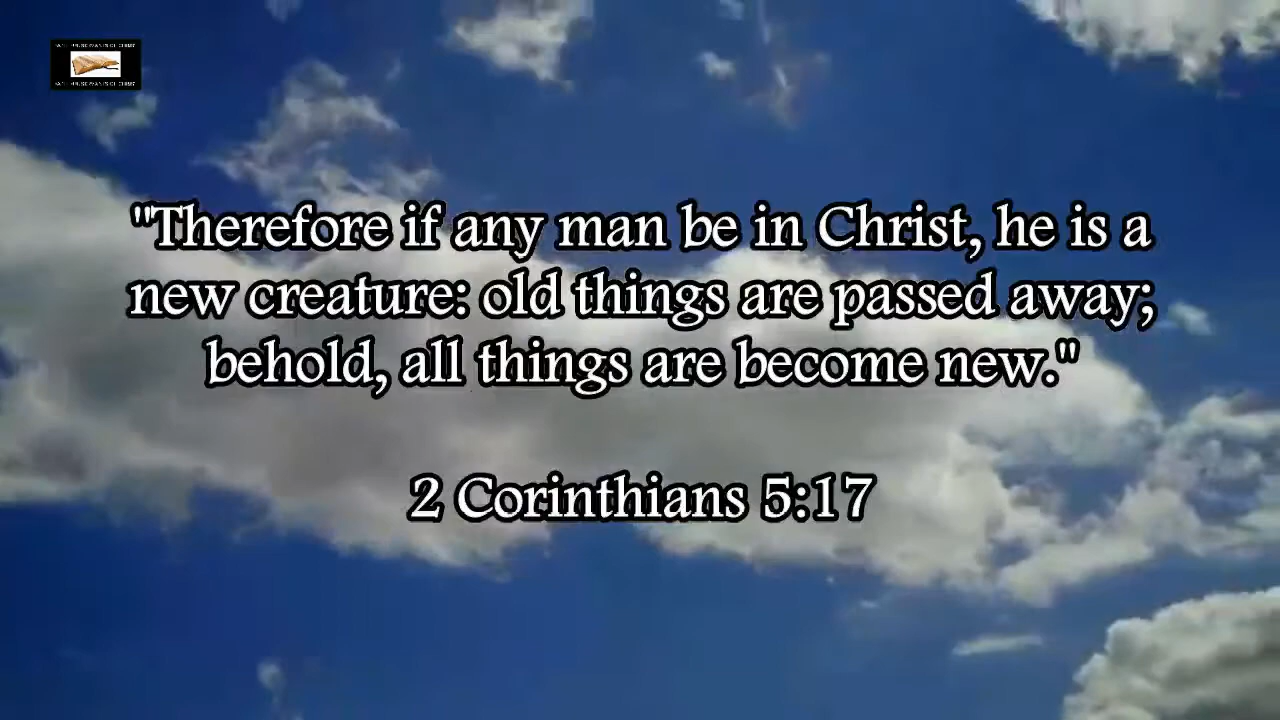 "Therefore if any man be in Christ, he is a
new creature: old things are passed away;
behold, all things are become new."
2 Corinthians 5:17